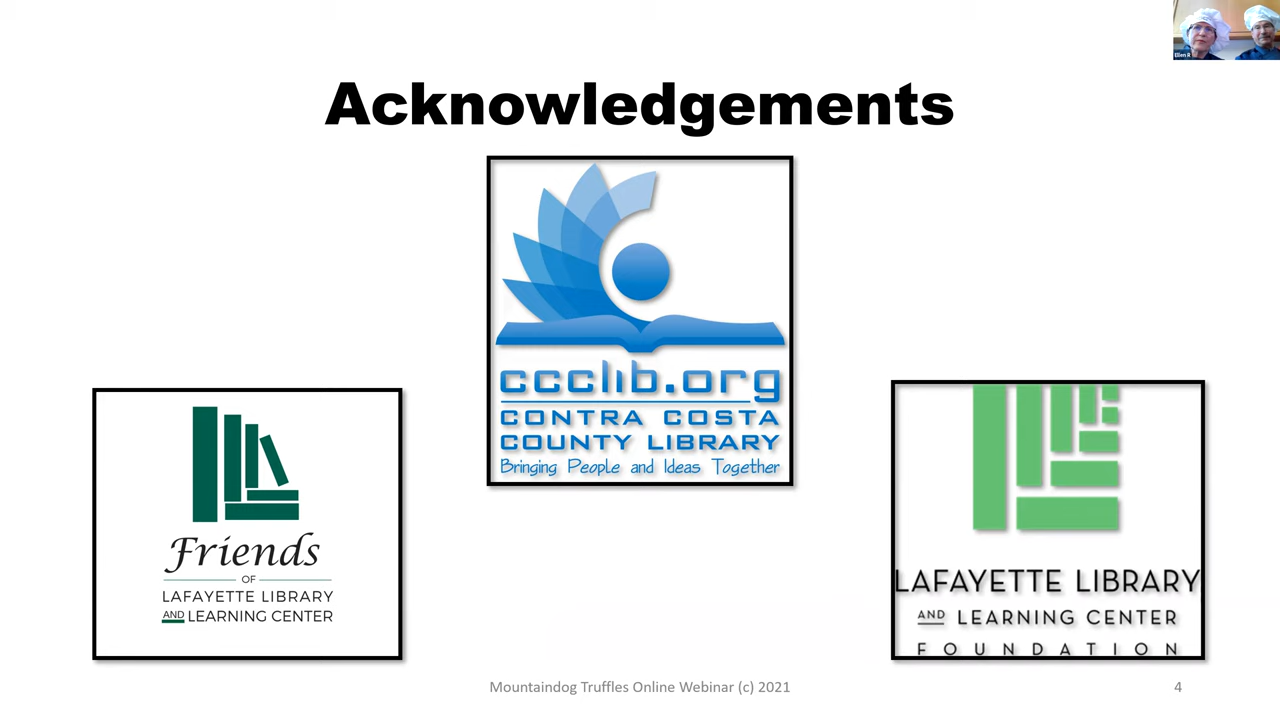 Ellen R
Acknowledgements
ccclib.org
CONTRA COSTA
COUNTY LIBRARY
Bringing People and Ideas Together
Friends
OF
LAFAYETTE LIBRARY
AND LEARNING CENTER
LAFAYETTE LIBRARY
AND LEARNING CENTER
FOUNDATION
Mountaindog Truffles Online Webinar (c) 2021
4